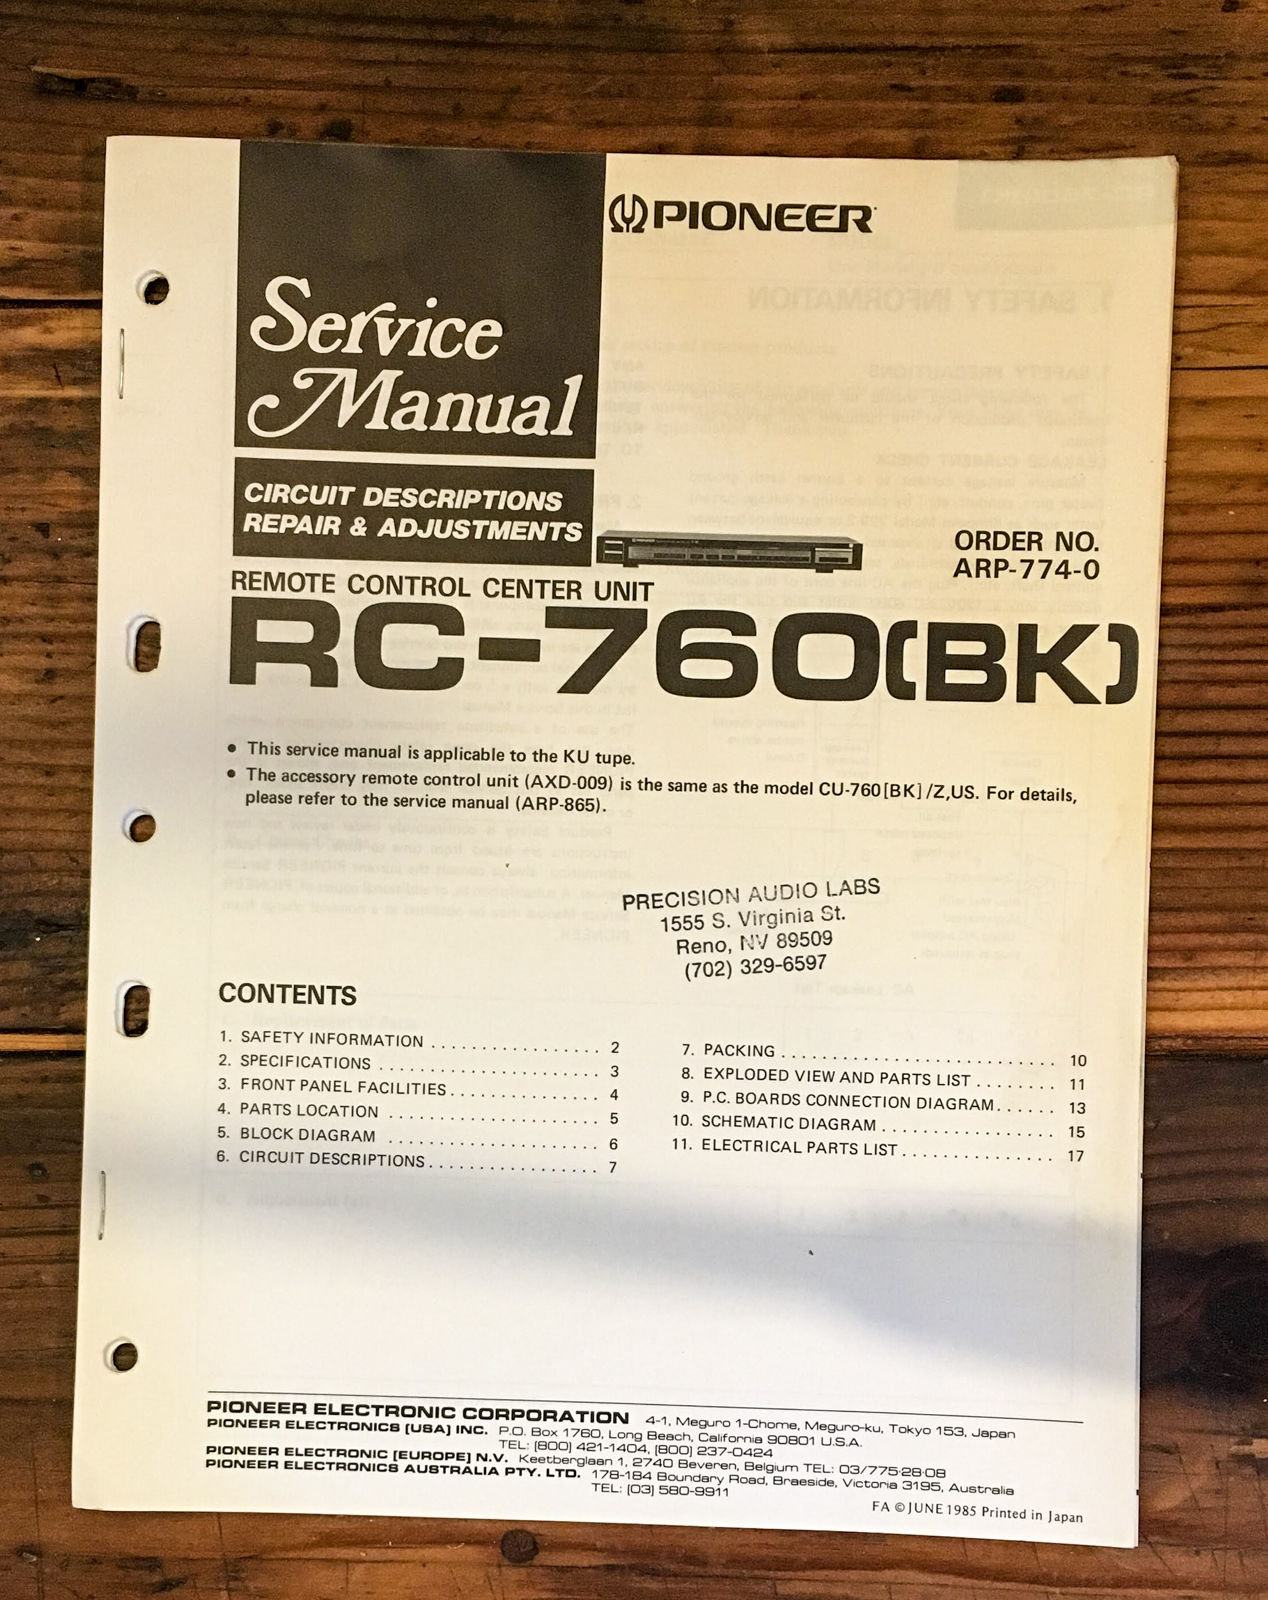 PIONEER
Service
Manual
CIRCUIT DESCRIPTIONS
REPAIR & ADJUSTMENTS
ORDER NO.
ARP-774-0
REMOTE CONTROL CENTER UNIT
RC-760(BK)
● This service manual is applicable to the KU tupe.
● The accessory remote control unit (AXD-009) is the same as the model CU-760[BK]/Z,US. For details,
please refer to the service manual (ARP-865).
PRECISION AUDIO LABS
1555 S. Virginia St.
Reno, NV 89509
(702) 329-6597
CONTENTS
1. SAFETY INFORMATION . . . . . . . . . . . . . . . . 2
2. SPECIFICATIONS . . . . . . . . . . . . . . . . . . . . . 3
3. FRONT PANEL FACILITIES . . . . . . . . . . . . . . 4
4. PARTS LOCATION . . . . . . . . . . . . . . . . . . . . 5
5. BLOCK DIAGRAM . . . . . . . . . . . . . . . . . . . . 6
6. CIRCUIT DESCRIPTIONS . . . . . . . . . . . . . . . . 7
7. PACKING . . . . . . . . . . . . . . . . . . . . . . . . . . 10
8. EXPLODED VIEW AND PARTS LIST . . . . . . . . 11
9. P.C. BOARDS CONNECTION DIAGRAM . . . . . . 13
10. SCHEMATIC DIAGRAM . . . . . . . . . . . . . . . . . 15
11. ELECTRICAL PARTS LIST . . . . . . . . . . . . . . . 17
PIONEER ELECTRONIC CORPORATION 4-1, Meguro 1-Chome, Meguro-ku, Tokyo 153, Japan
PIONEER ELECTRONICS [USA] INC. P.O. Box 1760, Long Beach, California 90801 U.S.A.
TEL: [800] 421-1404, [800] 237-0424
PIONEER ELECTRONIC [EUROPE] N.V. Keetberglaan 1, 2740 Beveren, Belgium TEL: 03/775·28·08
PIONEER ELECTRONICS AUSTRALIA PTY. LTD. 178-184 Boundary Road, Braeside, Victoria 3195, Australia
TEL: [03] 580-9911
FA © JUNE 1985 Printed in Japan